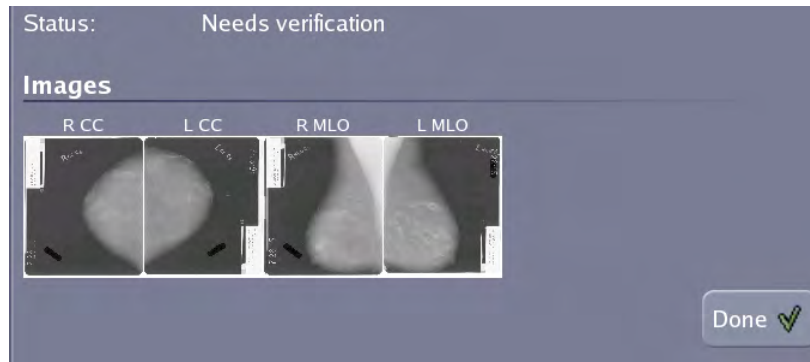 Status: Needs verification
Images
R CC L CC R MLO L MLO
Done